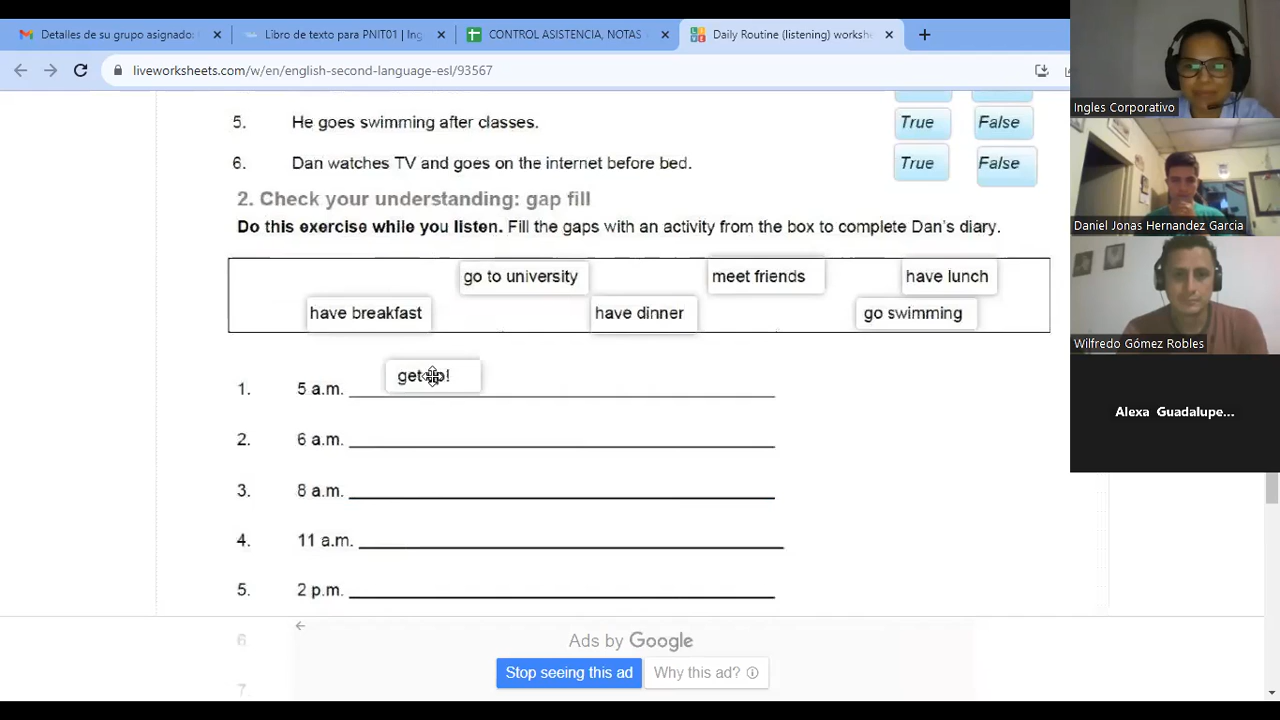 Detalles de su grupo asignado:
Libro de texto para PNIT01 | Ing
CONTROL ASISTENCIA, NOTAS
Daily Routine (listening) workshe
liveworksheets.com/w/en/english-second-language-esl/93567
5. He goes swimming after classes. True False
6. Dan watches TV and goes on the internet before bed. True False
2. Check your understanding: gap fill
Do this exercise while you listen. Fill the gaps with an activity from the box to complete Dan's diary.
go to university meet friends have lunch
have breakfast have dinner go swimming
get up!
1. 5 a.m.
2. 6 a.m.
3. 8 a.m.
4. 11 a.m.
5. 2 p.m.
6
7.
Ads by Google
Stop seeing this ad Why this ad?
Ingles Corporativo
Daniel Jonas Hernandez Garcia
Wilfredo Gómez Robles
Alexa Guadalupe...